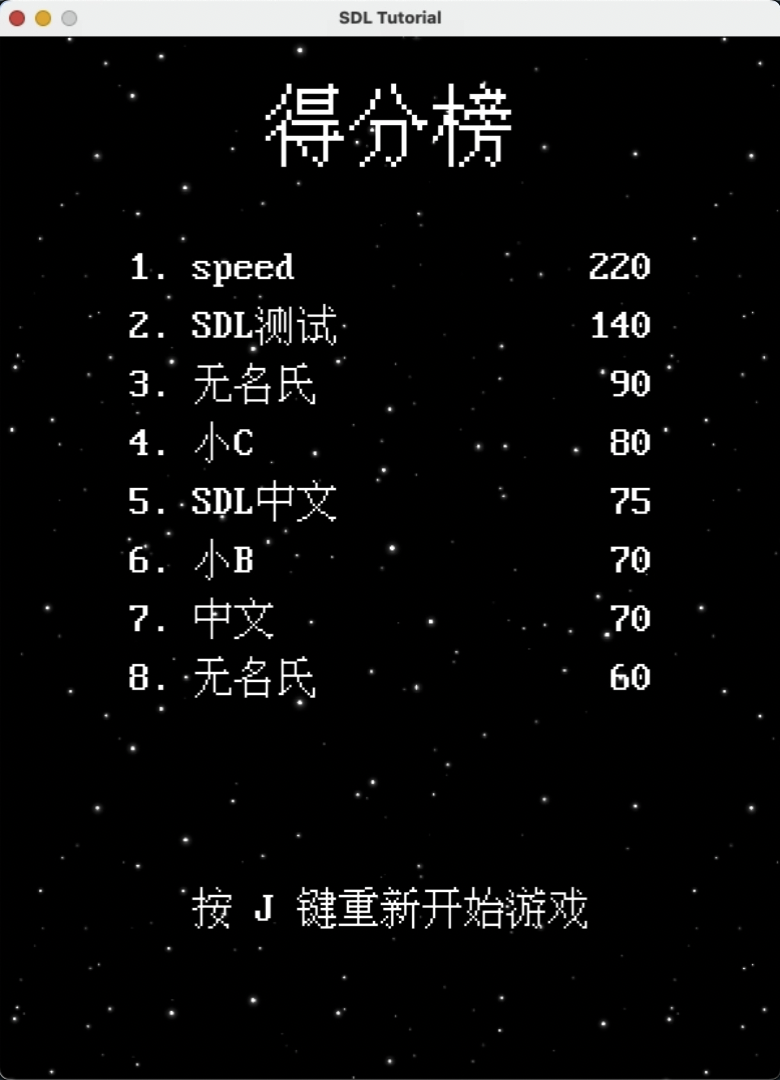 SDL Tutorial
得分榜
1. speed 220
2. SDL测试 140
3. 无名氏 90
4. 小C 80
5. SDL中文 75
6. 小B 70
7. 中文 70
8. 无名氏 60
按 J 键重新开始游戏